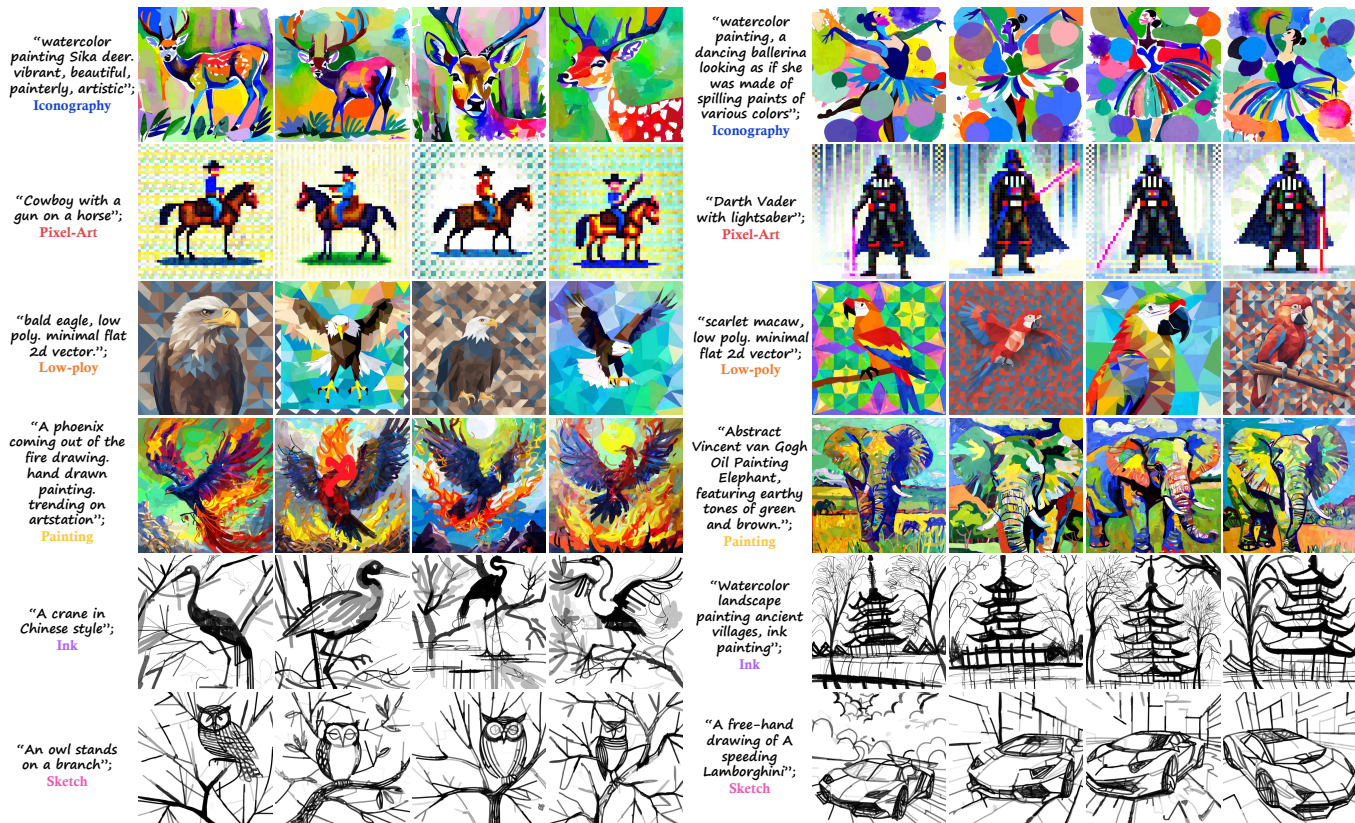 “watercolor
painting Sika deer.
vibrant, beautiful,
painterly, artistic”;
Iconography
“watercolor
painting, a
dancing ballerina
looking as if she
was made of
spilling paints of
various colors”;
Iconography
“Cowboy with a
gun on a horse”;
Pixel-Art
“Darth Vader
with lightsaber”;
Pixel-Art
“bald eagle, low
poly. minimal flat
2d vector.”;
Low-ploy
“scarlet macaw,
low poly. minimal
flat 2d vector”;
Low-poly
“A phoenix
coming out of the
fire drawing.
hand drawn
painting.
trending on
artstation”;
Painting
“Abstract
Vincent van Gogh
Oil Painting
Elephant,
featuring earthy
tones of green
and brown.”;
Painting
“A crane in
Chinese style”;
Ink
“Watercolor
landscape
painting ancient
villages, ink
painting”;
Ink
“An owl stands
on a branch”;
Sketch
“A free-hand
drawing of A
speeding
Lamborghini”;
Sketch